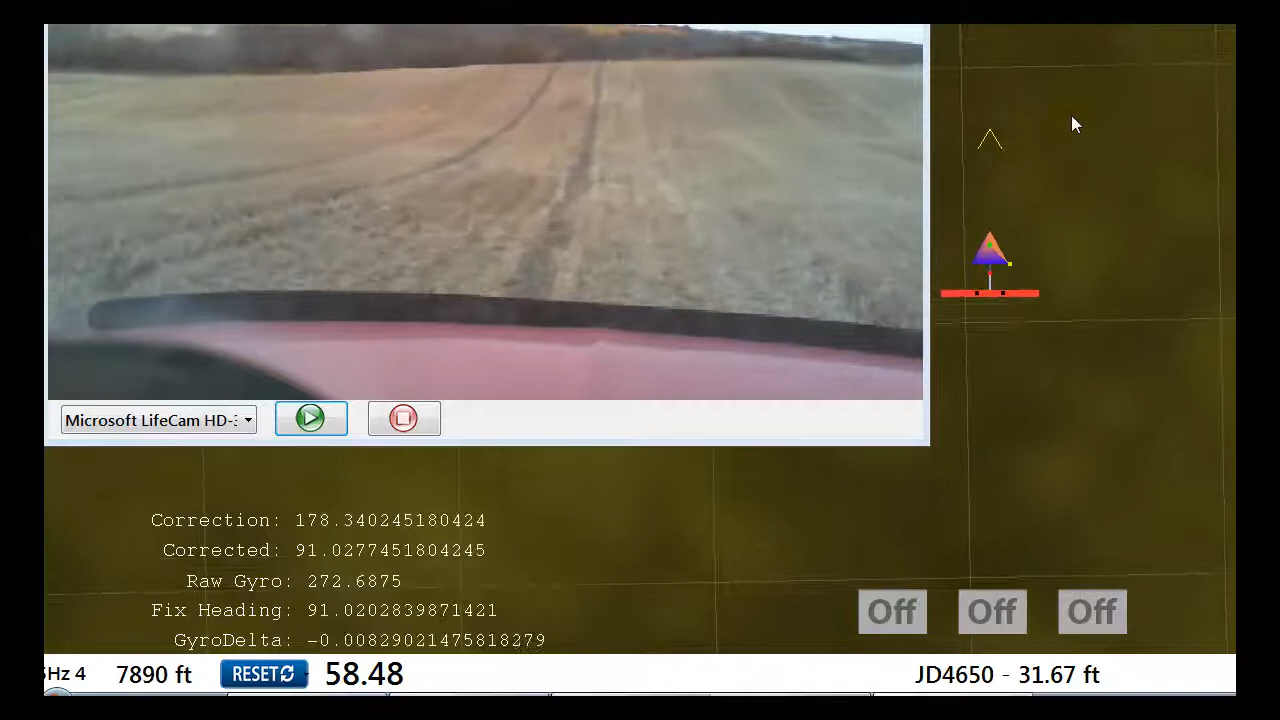 Microsoft LifeCam HD-3
Correction: 178.340245180424
Corrected: 91.0277451804245
Raw Gyro: 272.6875
Fix Heading: 91.0202839871421
GyroDelta: -0.00829021475818279
Off Off Off
Hz 4 7890 ft RESET 58.48 JD4650 - 31.67 ft